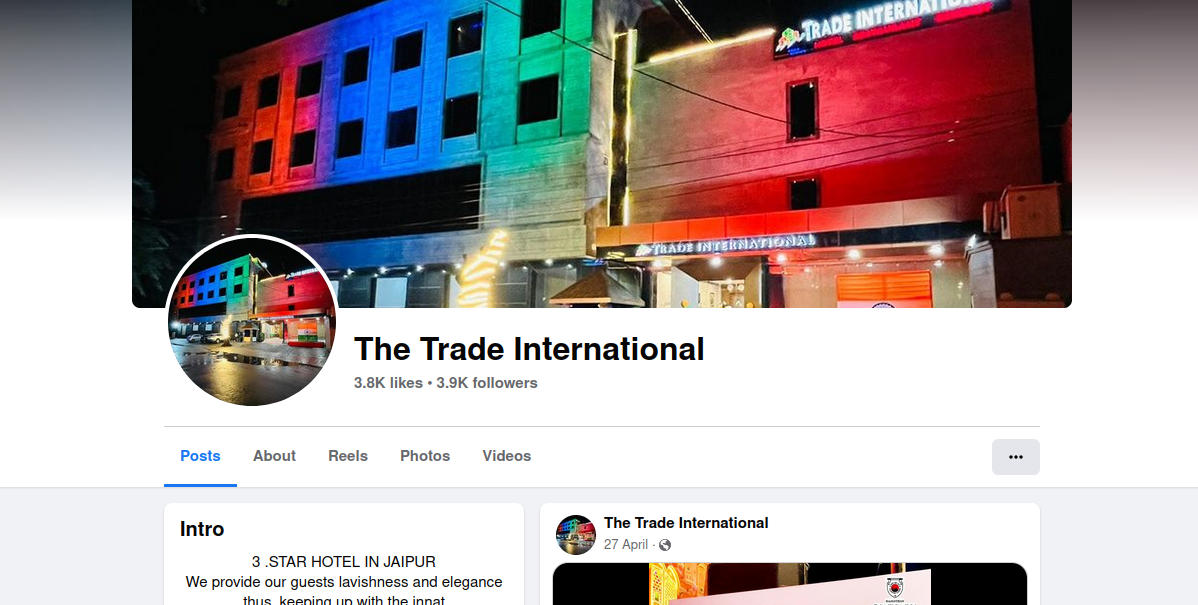 TRADE INTERNATIONAL
TRADE INTERNATIONAL
The Trade International
3.8K likes • 3.9K followers
Posts
About
Reels
Photos
Videos
Intro
3 .STAR HOTEL IN JAIPUR
We provide our guests lavishness and elegance
thus, keeping up with the innat
The Trade International
27 April ·